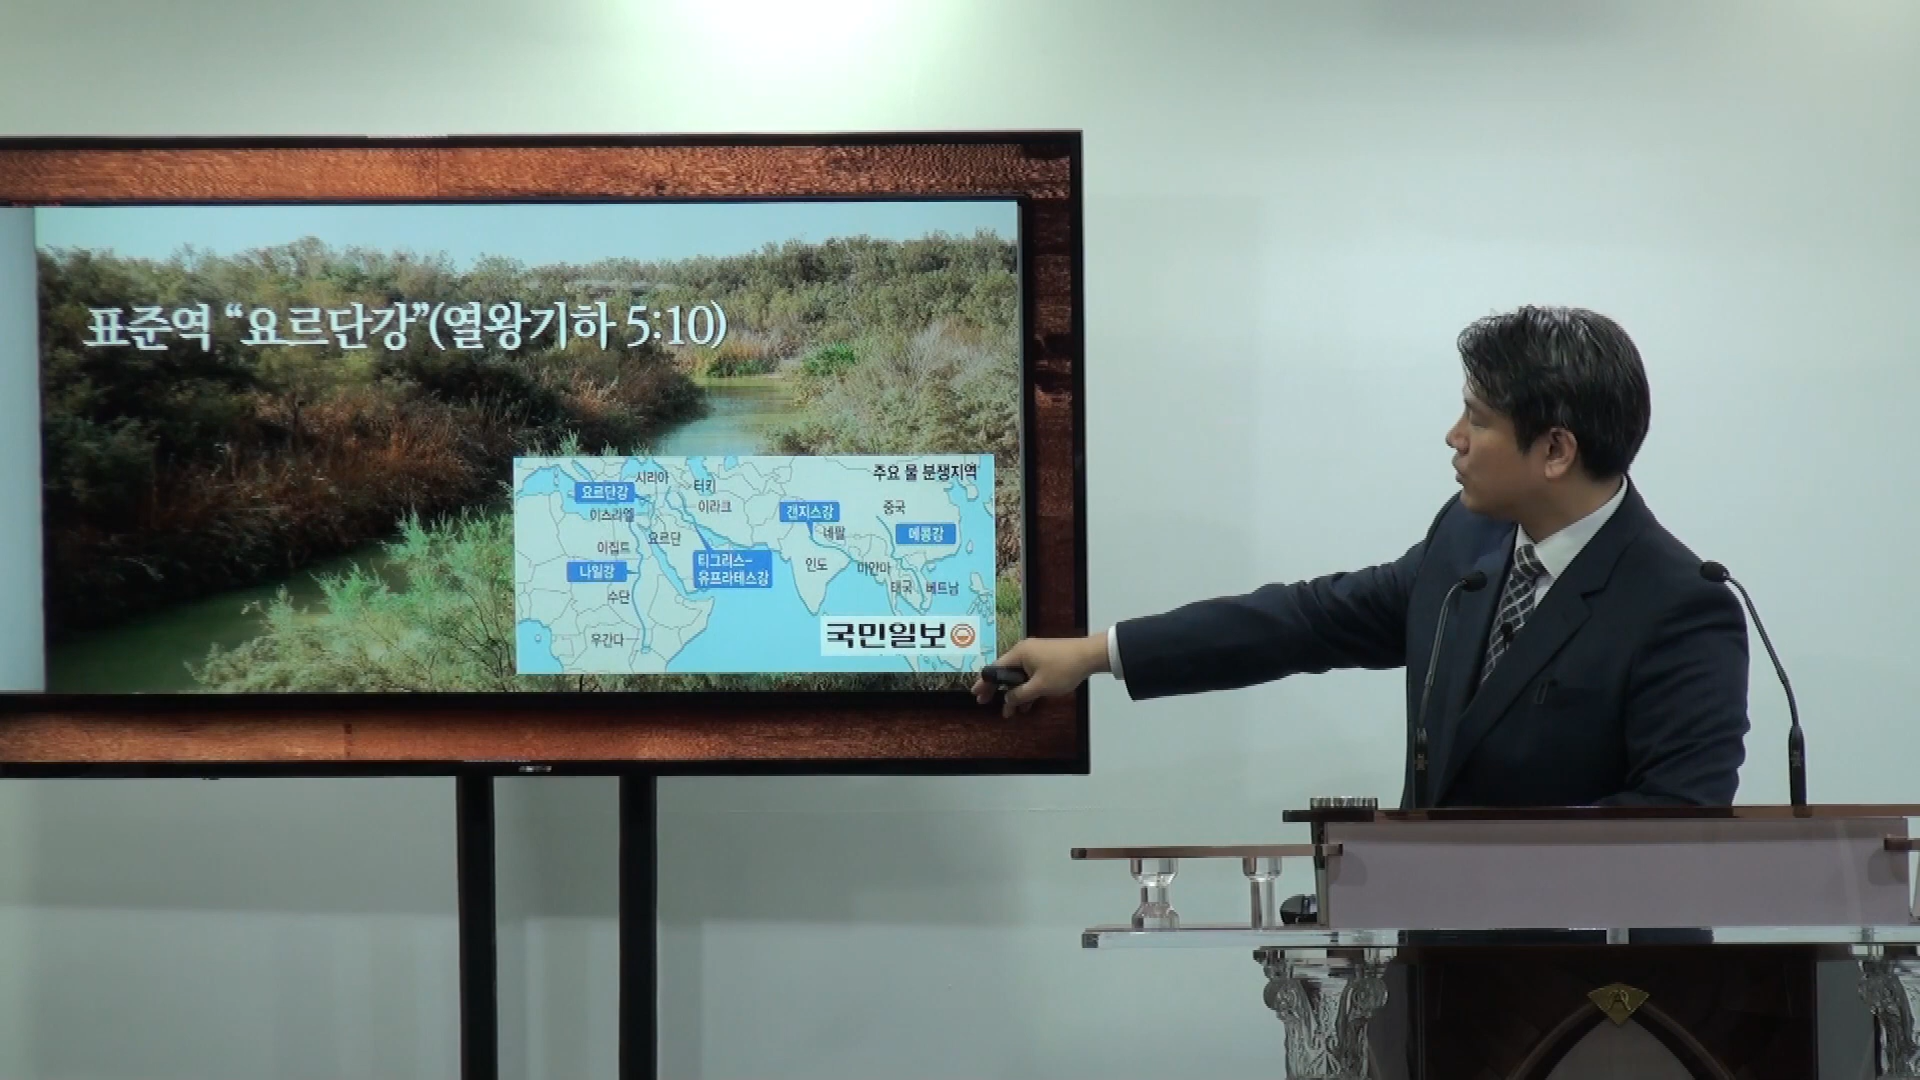 표준역 “요르단강”(열왕기하 5:10)
주요 물 분쟁지역
시리아
터키
요르단강
이라크
이스라엘
갠지스강
중국
네팔
메콩강
요르단
이집트
티그리스-
유프라테스강
인도
미얀마
나일강
태국
베트남
수단
우간다
국민일보